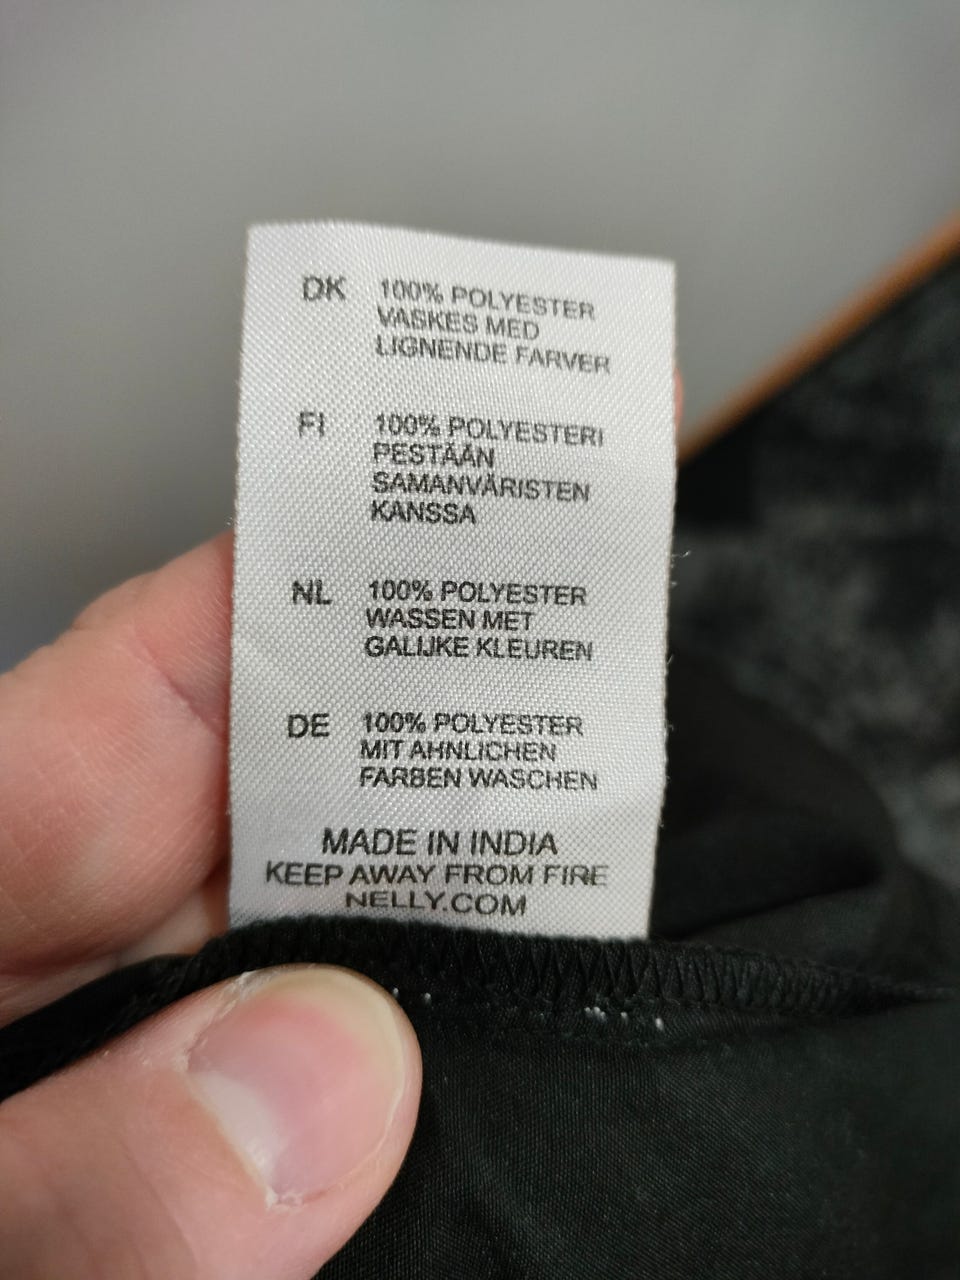 DK 100% POLYESTER
VASKES MED
LIGNENDE FARVER
FI 100% POLYESTERI
PESTÄÄN
SAMANVÄRISTEN
KANSSA
NL 100% POLYESTER
WASSEN MET
GALIJKE KLEUREN
DE 100% POLYESTER
MIT AHNLICHEN
FARBEN WASCHEN
MADE IN INDIA
KEEP AWAY FROM FIRE
NELLY.COM